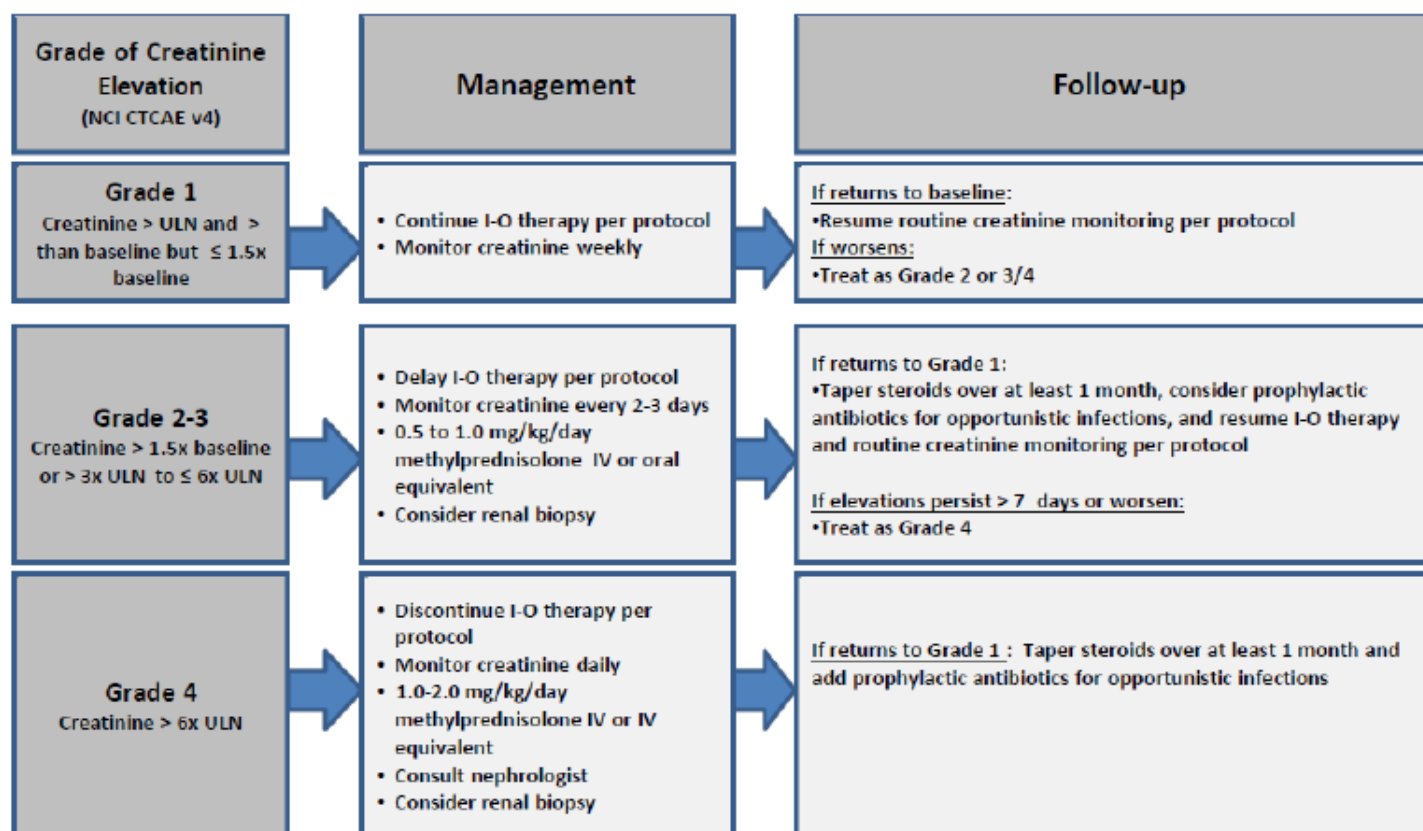 Grade of Creatinine
Elevation
(NCI CTCAE v4)
Management
Follow-up
Grade 1
Creatinine > ULN and >
than baseline but ≤ 1.5x
baseline
• Continue I-O therapy per protocol
• Monitor creatinine weekly
If returns to baseline:
•Resume routine creatinine monitoring per protocol
If worsens:
•Treat as Grade 2 or 3/4
Grade 2-3
Creatinine > 1.5x baseline
or > 3x ULN to ≤ 6x ULN
• Delay I-O therapy per protocol
• Monitor creatinine every 2-3 days
• 0.5 to 1.0 mg/kg/day
methylprednisolone IV or oral
equivalent
• Consider renal biopsy
If returns to Grade 1:
•Taper steroids over at least 1 month, consider prophylactic
antibiotics for opportunistic infections, and resume I-O therapy
and routine creatinine monitoring per protocol
If elevations persist > 7 days or worsen:
•Treat as Grade 4
Grade 4
Creatinine > 6x ULN
• Discontinue I-O therapy per
protocol
• Monitor creatinine daily
• 1.0-2.0 mg/kg/day
methylprednisolone IV or IV
equivalent
• Consult nephrologist
• Consider renal biopsy
If returns to Grade 1 : Taper steroids over at least 1 month and
add prophylactic antibiotics for opportunistic infections